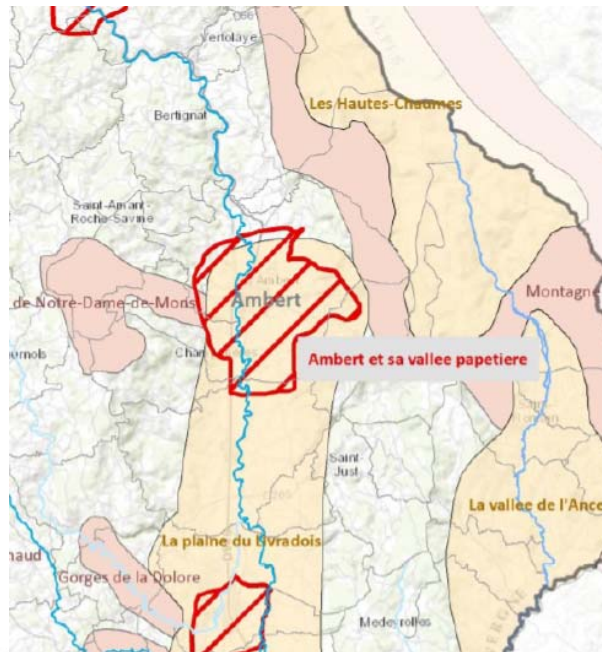 Vertolaye
Les Hautes-Chaumes
Bertignat
Saint-Amant-
Roche-Savine
Ambert
de Notre-Dame-de-Mons
Montagne
Ambert et sa vallee papetiere
Saint-
Just
La vallee de l'Ance
La plaine du Livradois
naud
Gorges de la Dolore
Medeyrolles